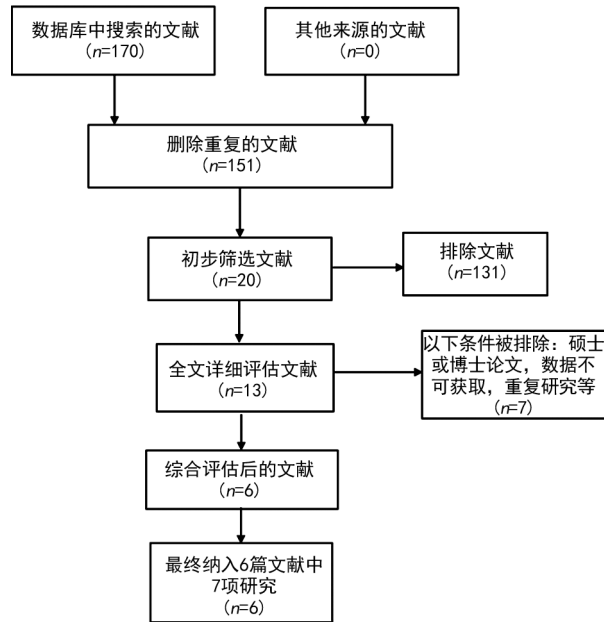 数据库中搜索的文献
(n=170)
其他来源的文献
(n=0)
删除重复的文献
(n=151)
初步筛选文献
(n=20)
排除文献
(n=131)
全文详细评估文献
(n=13)
以下条件被排除：硕士
或博士论文，数据不
可获取，重复研究等
(n=7)
综合评估后的文献
(n=6)
最终纳入6篇文献中
7项研究
(n=6)